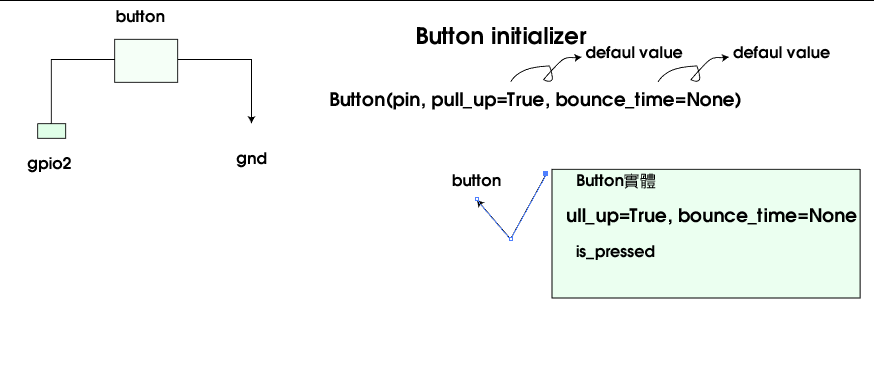 button
Button initializer
defaul value
defaul value
Button(pin, pull_up=True, bounce_time=None)
gpio2
gnd
button
Button實體
ull_up=True, bounce_time=None
is_pressed